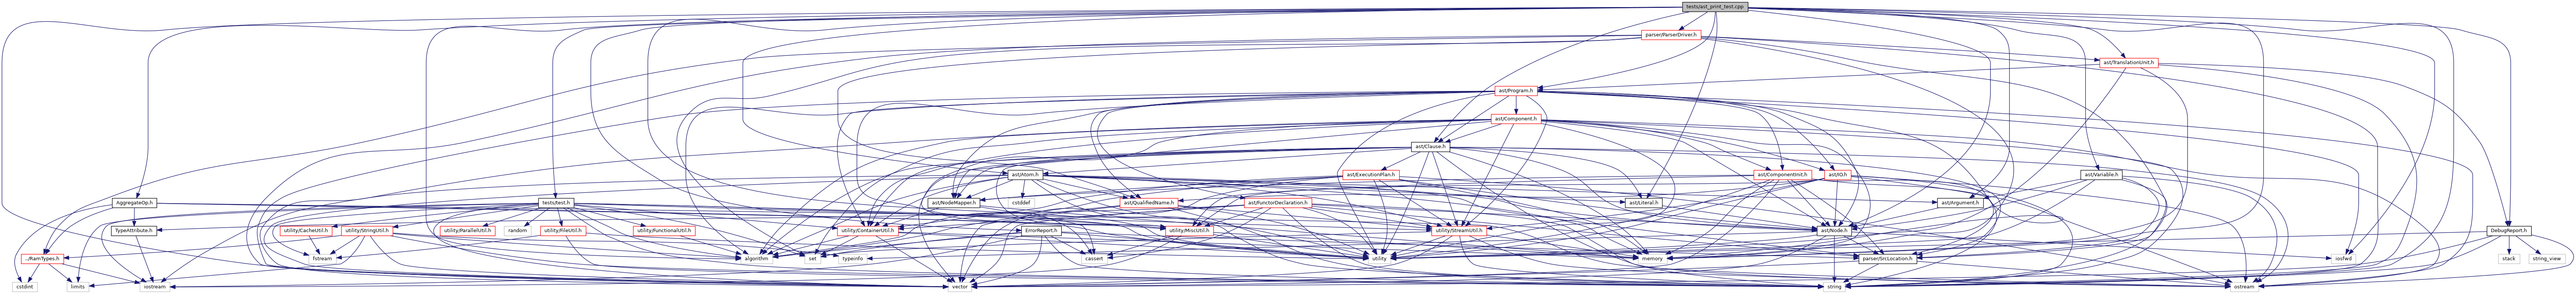 tests/ast_print_test.cpp
parser/ParserDriver.h
ast/TranslationUnit.h
ast/Program.h
ast/Component.h
ast/Clause.h
ast/Atom.h
ast/ExecutionPlan.h
ast/ComponentInit.h
ast/IO.h
ast/Variable.h
AggregateOp.h
tests/test.h
ast/NodeMapper.h
cstddef
ast/QualifiedName.h
ast/FunctorDeclaration.h
ast/Literal.h
ast/Argument.h
TypeAttribute.h
utility/CacheUtil.h
utility/StringUtil.h
utility/ParallelUtil.h
random
utility/FileUtil.h
utility/FunctionalUtil.h
utility/ContainerUtil.h
ErrorReport.h
utility/MiscUtil.h
utility/StreamUtil.h
ast/Node.h
DebugReport.h
../RamTypes.h
fstream
algorithm
set
typeinfo
cassert
utility
memory
parser/SrcLocation.h
iosfwd
stack
string_view
cstdint
limits
iostream
vector
string
ostream